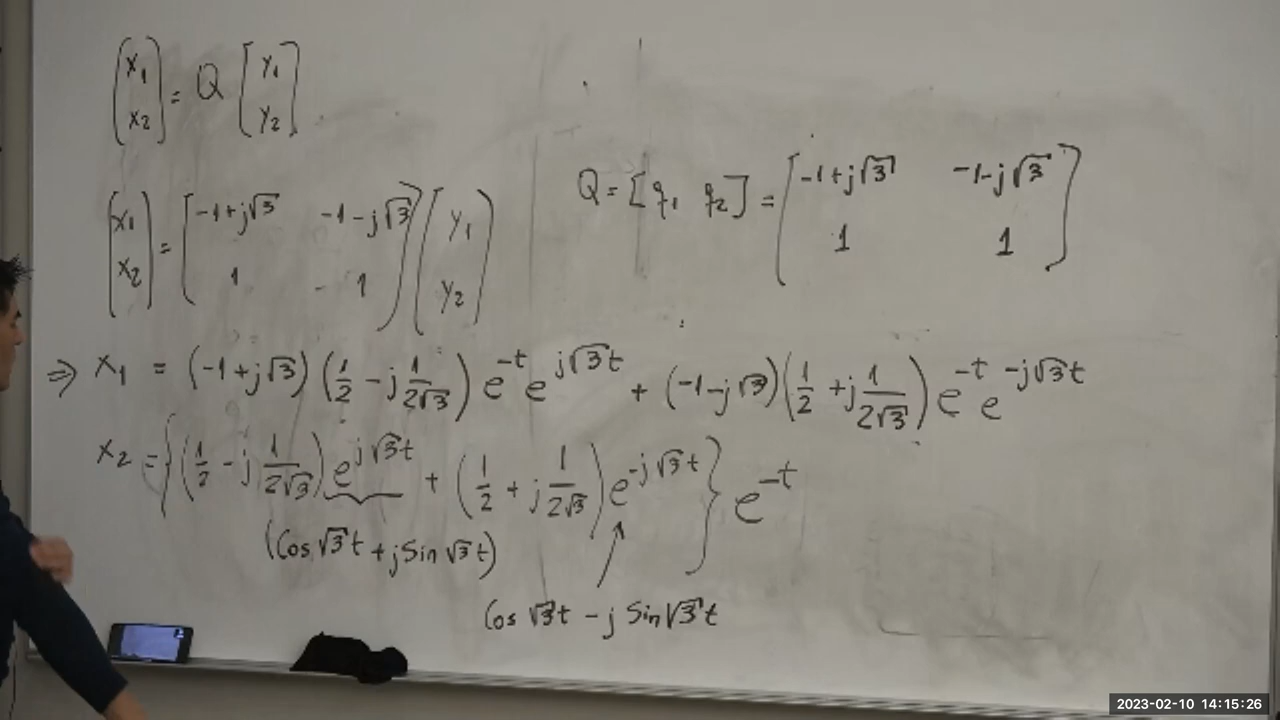 [x₁ x₂] = Q [y₁ y₂]
Q = [q₁ q₂] = [-1+j√3 -1-j√3
1 1]
[x₁ x₂] = [-1+j√3 -1-j√3
1 1] [y₁ y₂]
⇒ x₁ = (-1+j√3) (1/2 - j 1/(2√3)) e^(-t) e^(j√3t) + (-1-j√3)(1/2 + j 1/(2√3)) e^(-t) e^(-j√3t)
x₂ = {(1/2 - j 1/(2√3)) e^(j√3t) + (1/2 + j 1/(2√3)) e^(-j√3t)} e^(-t)
(Cos √3t + jSin √3t)
Cos √3t - j Sin √3t
2023-02-10 14:15:26